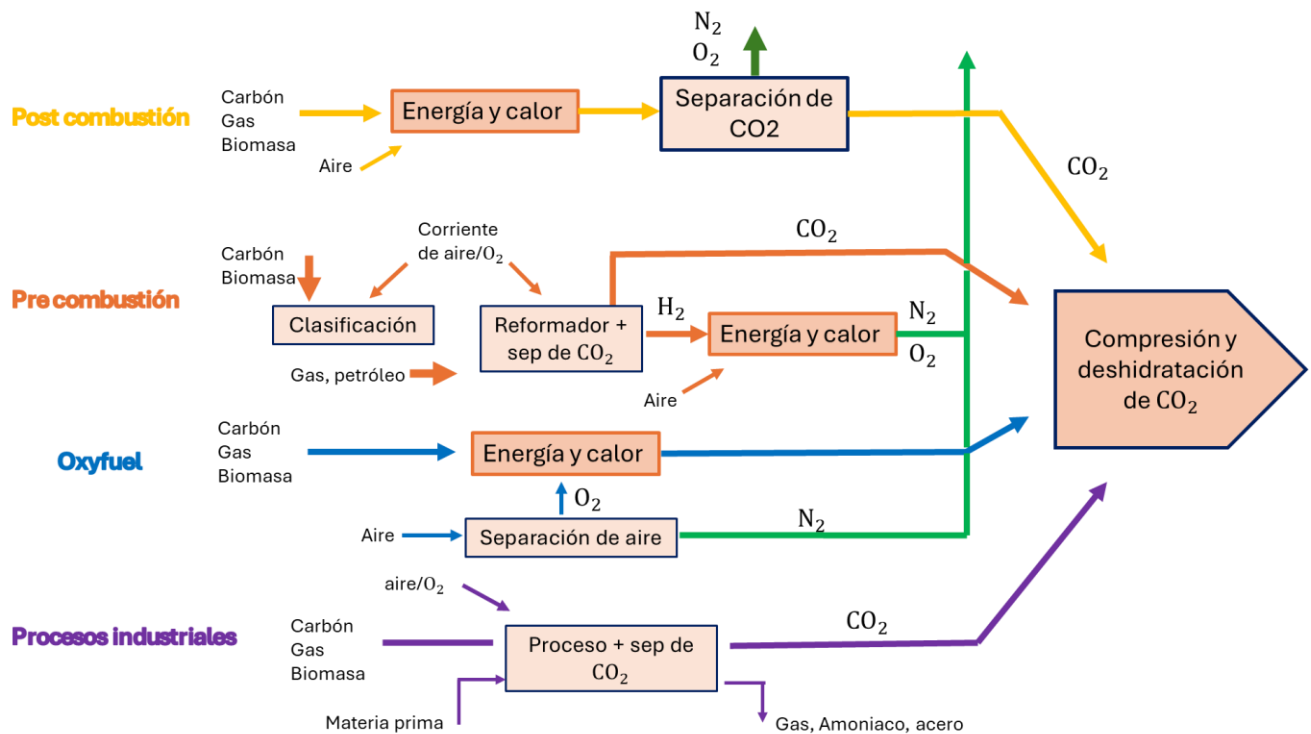 Post combustión
Carbón
Gas
Biomasa
Aire
Energía y calor
Separación de
CO2
N₂
O₂
CO₂
Pre combustión
Carbón
Biomasa
Corriente
de aire/O₂
Clasificación
Gas, petróleo
Reformador +
sep de CO₂
CO₂
H₂
Aire
Energía y calor
N₂
O₂
Compresión y
deshidratación
de CO₂
Oxyfuel
Carbón
Gas
Biomasa
Energía y calor
O₂
Aire
Separación de aire
N₂
Procesos industriales
aire/O₂
Carbón
Gas
Biomasa
Proceso + sep de
CO₂
CO₂
Materia prima
Gas, Amoniaco, acero